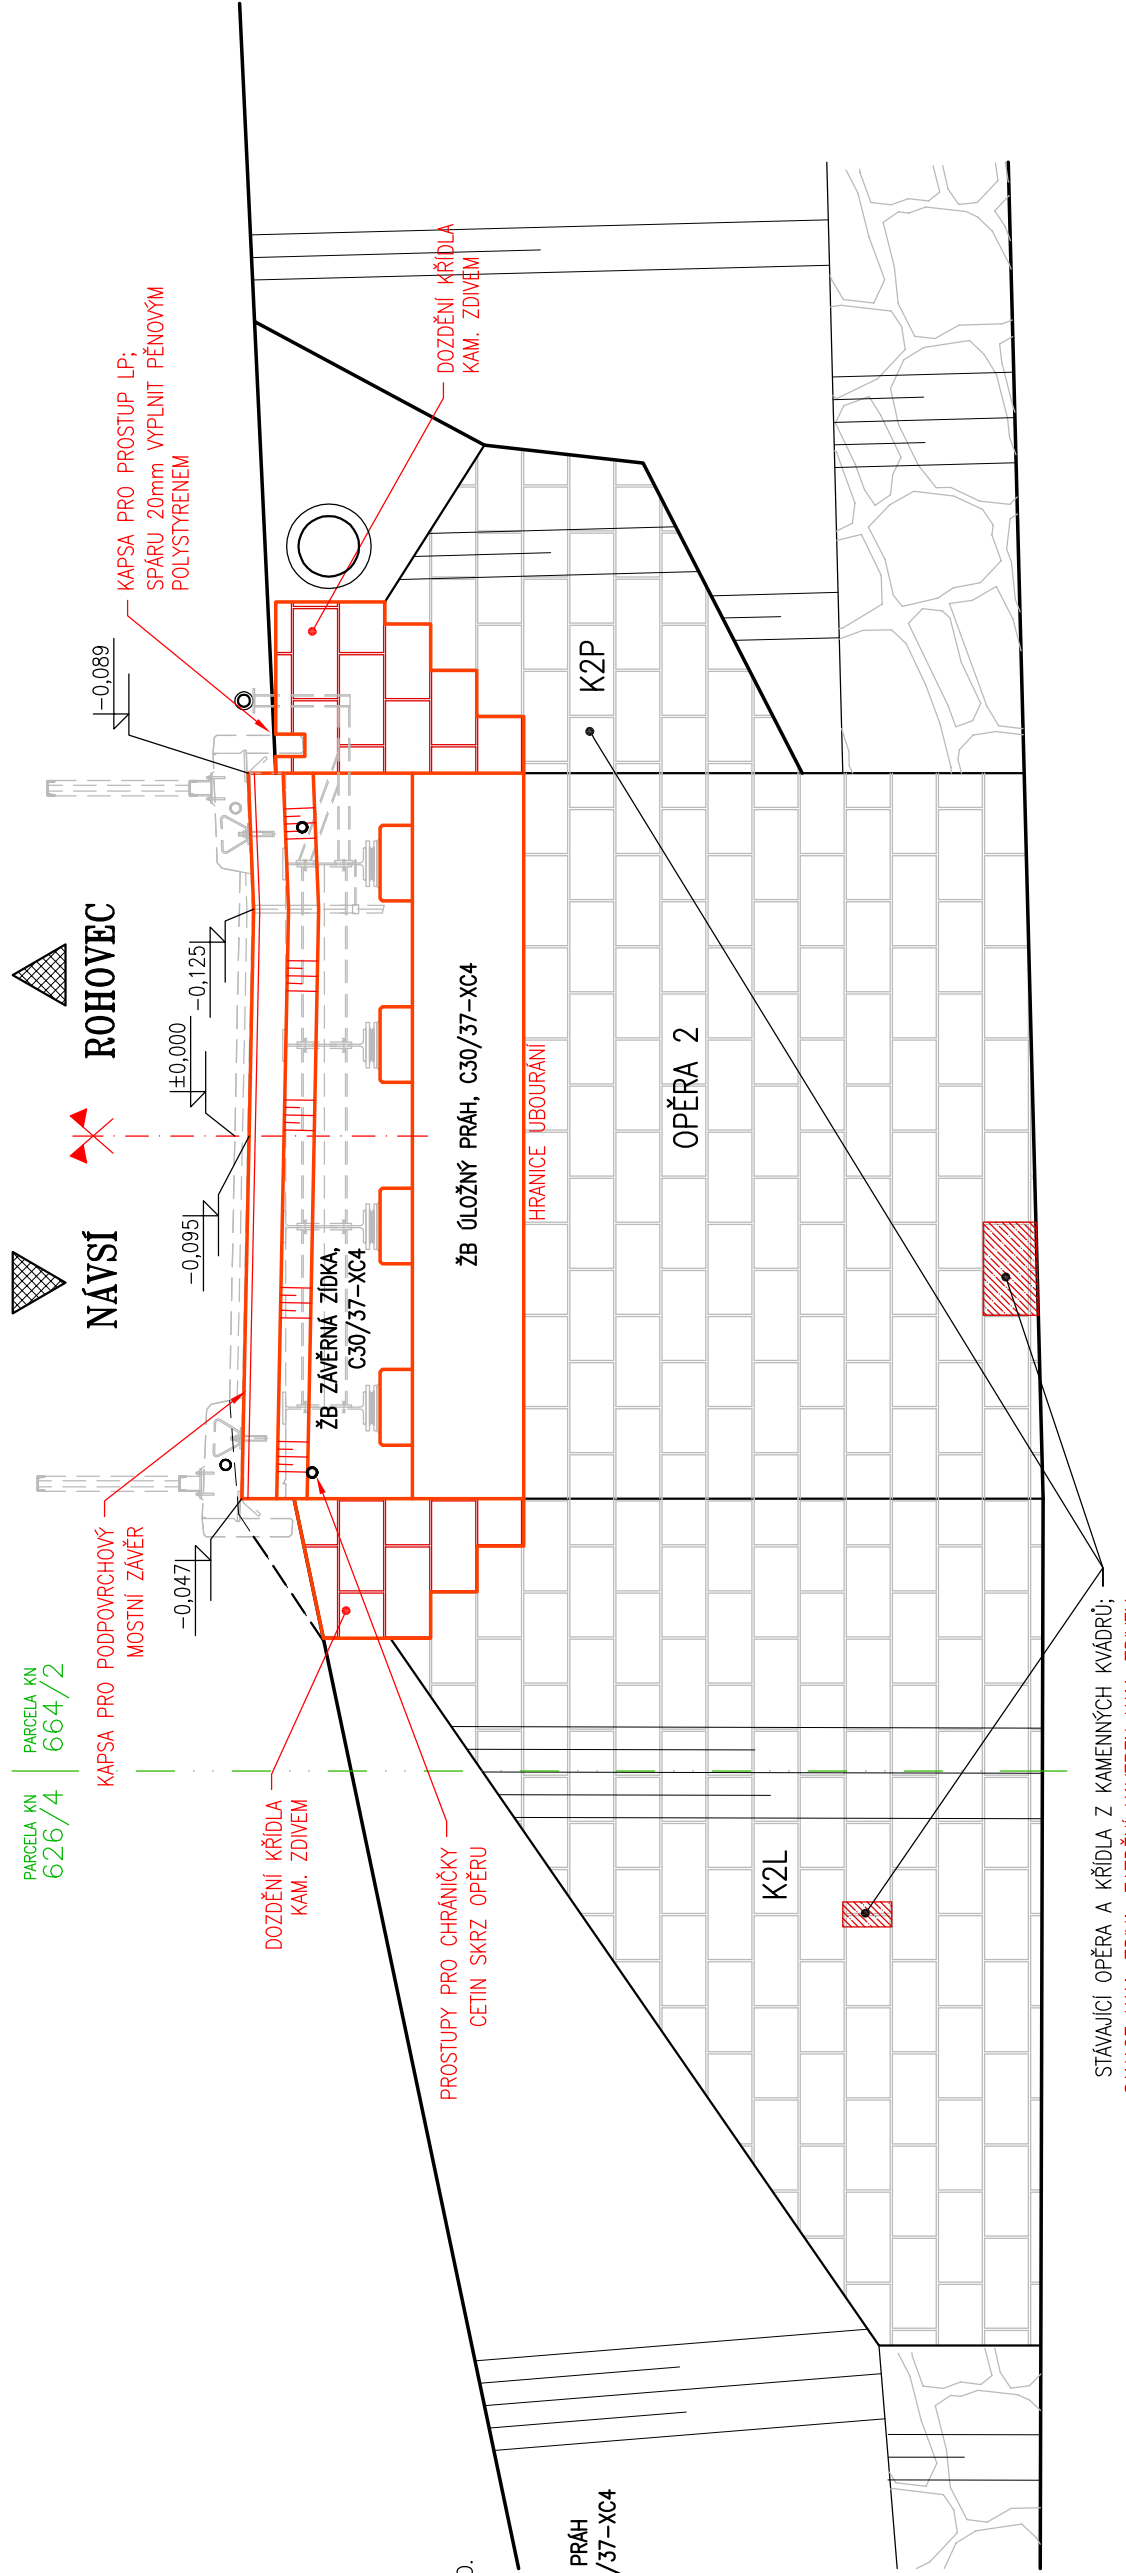 PARCELA KN
626/4
PARCELA KN
664/2
NÁVSÍ
ROHOVEC
KAPSA PRO PODPOVRCHOVÝ
MOSTNÍ ZÁVĚR
KAPSA PRO PROSTUP LP;
SPÁRU 20mm VYPLNIT PĚNOVÝM
POLYSTYRENEM
-0,047
-0,095
±0,000
-0,125
-0,089
DOZDĚNÍ KŘÍDLA
KAM. ZDIVEM
DOZDĚNÍ KŘÍDLA
KAM. ZDIVEM
PROSTUPY PRO CHRÁNIČKY
CETIN SKRZ OPĚRU
ŽB ZÁVĚRNÁ ZÍDKA,
C30/37-XC4
ŽB ÚLOŽNÝ PRÁH, C30/37-XC4
HRANICE UBOURÁNÍ
PRÁH
/37-XC4
K2L
OPĚRA 2
K2P
STÁVAJÍCÍ OPĚRA A KŘÍDLA Z KAMENNÝCH KVÁDRŮ;